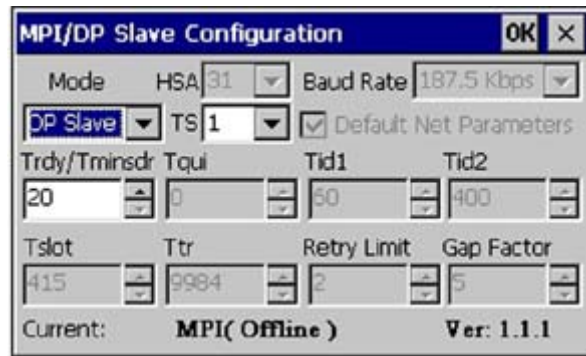 MPI/DP Slave Configuration OK ×
Mode HSA 31 Baud Rate 187.5 Kbps
DP Slave TS 1 Default Net Parameters
Trdy/Tminsdr Tqui Tid1 Tid2
20 0 60 400
Tslot Ttr Retry Limit Gap Factor
415 9984 2 5
Current: MPI( Offline ) Ver: 1.1.1